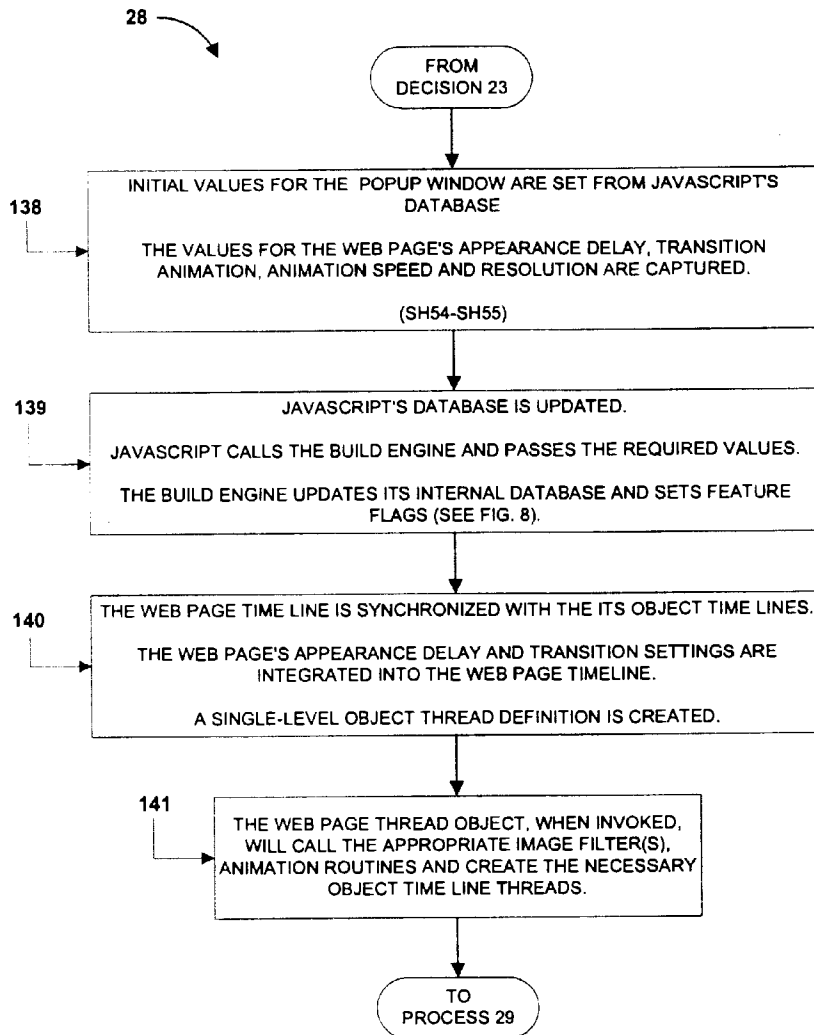 28
FROM
DECISION 23
138
INITIAL VALUES FOR THE POPUP WINDOW ARE SET FROM JAVASCRIPT'S
DATABASE
THE VALUES FOR THE WEB PAGE'S APPEARANCE DELAY, TRANSITION
ANIMATION, ANIMATION SPEED AND RESOLUTION ARE CAPTURED.
(SH54-SH55)
139
JAVASCRIPT'S DATABASE IS UPDATED.
JAVASCRIPT CALLS THE BUILD ENGINE AND PASSES THE REQUIRED VALUES.
THE BUILD ENGINE UPDATES ITS INTERNAL DATABASE AND SETS FEATURE
FLAGS (SEE FIG. 8).
140
THE WEB PAGE TIME LINE IS SYNCHRONIZED WITH THE ITS OBJECT TIME LINES.
THE WEB PAGE'S APPEARANCE DELAY AND TRANSITION SETTINGS ARE
INTEGRATED INTO THE WEB PAGE TIMELINE.
A SINGLE-LEVEL OBJECT THREAD DEFINITION IS CREATED.
141
THE WEB PAGE THREAD OBJECT, WHEN INVOKED,
WILL CALL THE APPROPRIATE IMAGE FILTER(S),
ANIMATION ROUTINES AND CREATE THE NECESSARY
OBJECT TIME LINE THREADS.
TO
PROCESS 29